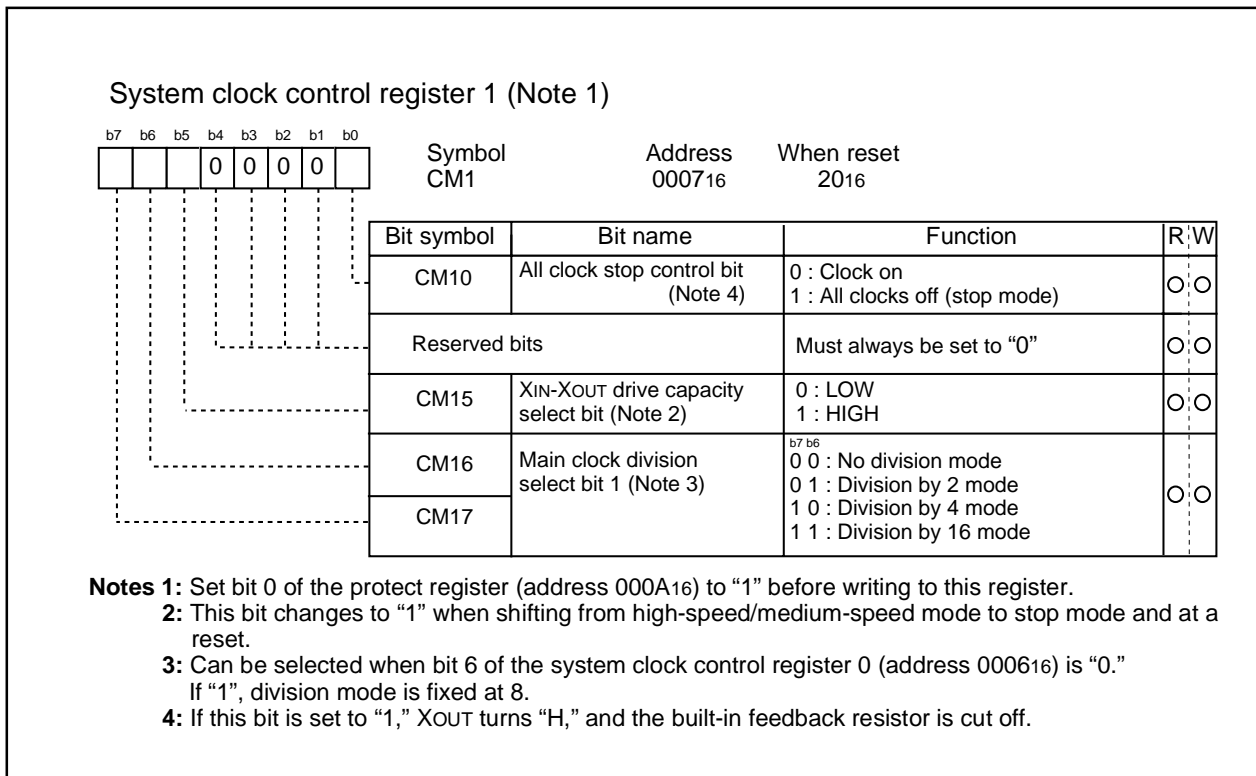 System clock control register 1 (Note 1)
b7 b6 b5 b4 b3 b2 b1 b0
0 0 0 0
Symbol Address When reset
CM1 000716 2016
Bit symbol Bit name Function R W
CM10 All clock stop control bit (Note 4) 0 : Clock on
1 : All clocks off (stop mode)
Reserved bits Must always be set to “0”
CM15 XIN-XOUT drive capacity select bit (Note 2) 0 : LOW
1 : HIGH
CM16 Main clock division select bit 1 (Note 3)
CM17
b7 b6
0 0 : No division mode
0 1 : Division by 2 mode
1 0 : Division by 4 mode
1 1 : Division by 16 mode
Notes 1: Set bit 0 of the protect register (address 000A16) to “1” before writing to this register.
2: This bit changes to “1” when shifting from high-speed/medium-speed mode to stop mode and at a
reset.
3: Can be selected when bit 6 of the system clock control register 0 (address 000616) is “0.”
If “1”, division mode is fixed at 8.
4: If this bit is set to “1,” XOUT turns “H,” and the built-in feedback resistor is cut off.